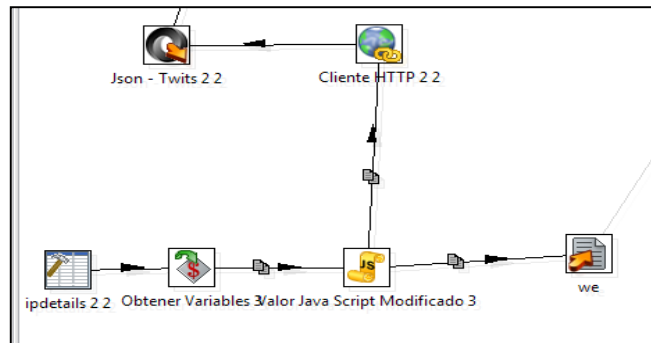 Json - Twits 2 2
Cliente HTTP 2 2
JS
we
ipdetails 2 2
Obtener Variables 3
Valor Java Script Modificado 3